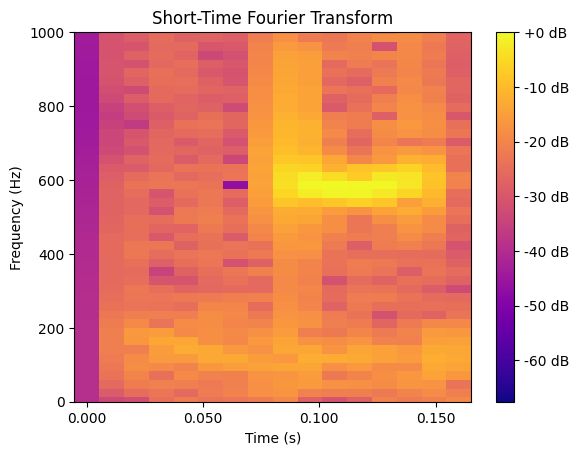 Short-Time Fourier Transform
1000
800
600
400
200
0
Frequency (Hz)
0.000
0.050
0.100
0.150
Time (s)
+0 dB
-10 dB
-20 dB
-30 dB
-40 dB
-50 dB
-60 dB